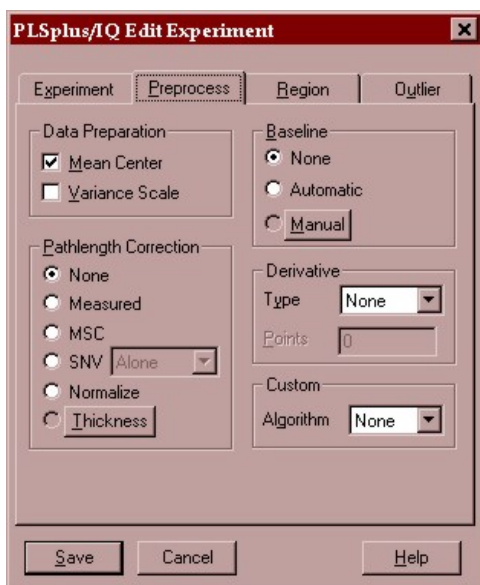 PLSplus/IQ Edit Experiment
Experiment
Preprocess
Region
Outlier
Data Preparation
Mean Center
Variance Scale
Pathlength Correction
None
Measured
MSC
SNV Alone
Normalize
Thickness
Baseline
None
Automatic
Manual
Derivative
Type None
Points 0
Custom
Algorithm None
Save
Cancel
Help